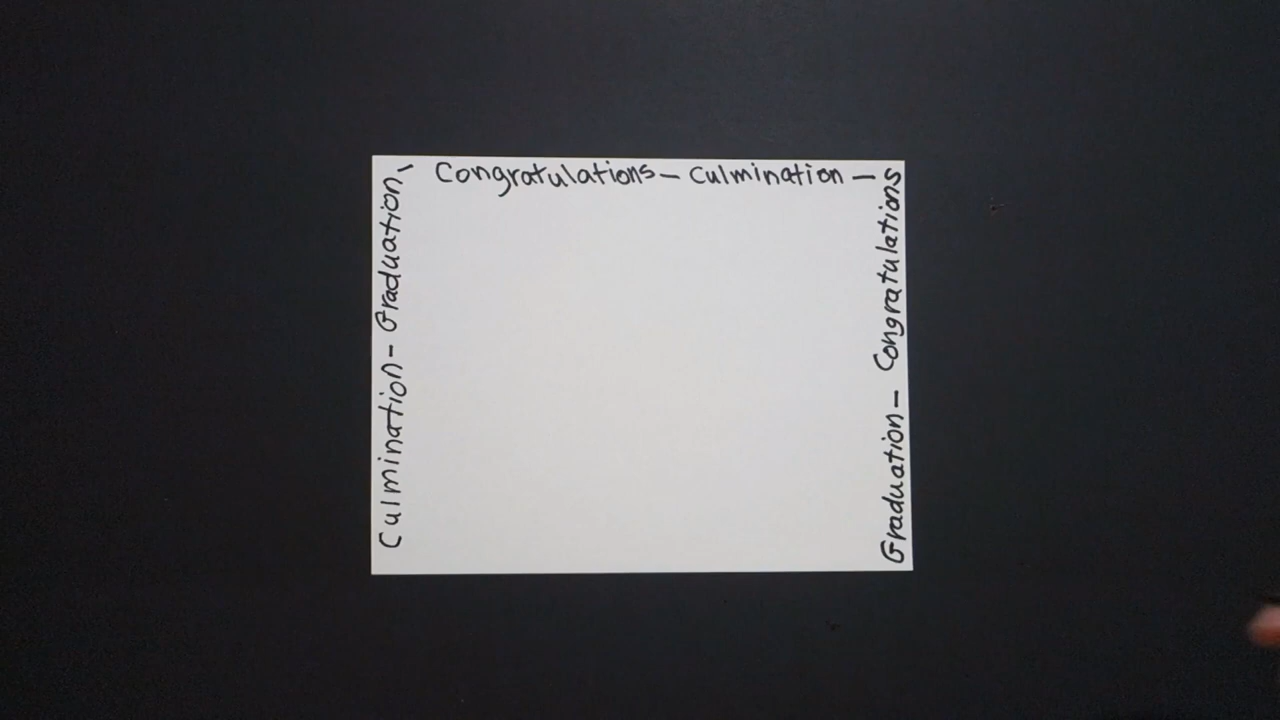 Culmination - Graduation -
Congratulations - Culmination -
Graduation - Congratulations